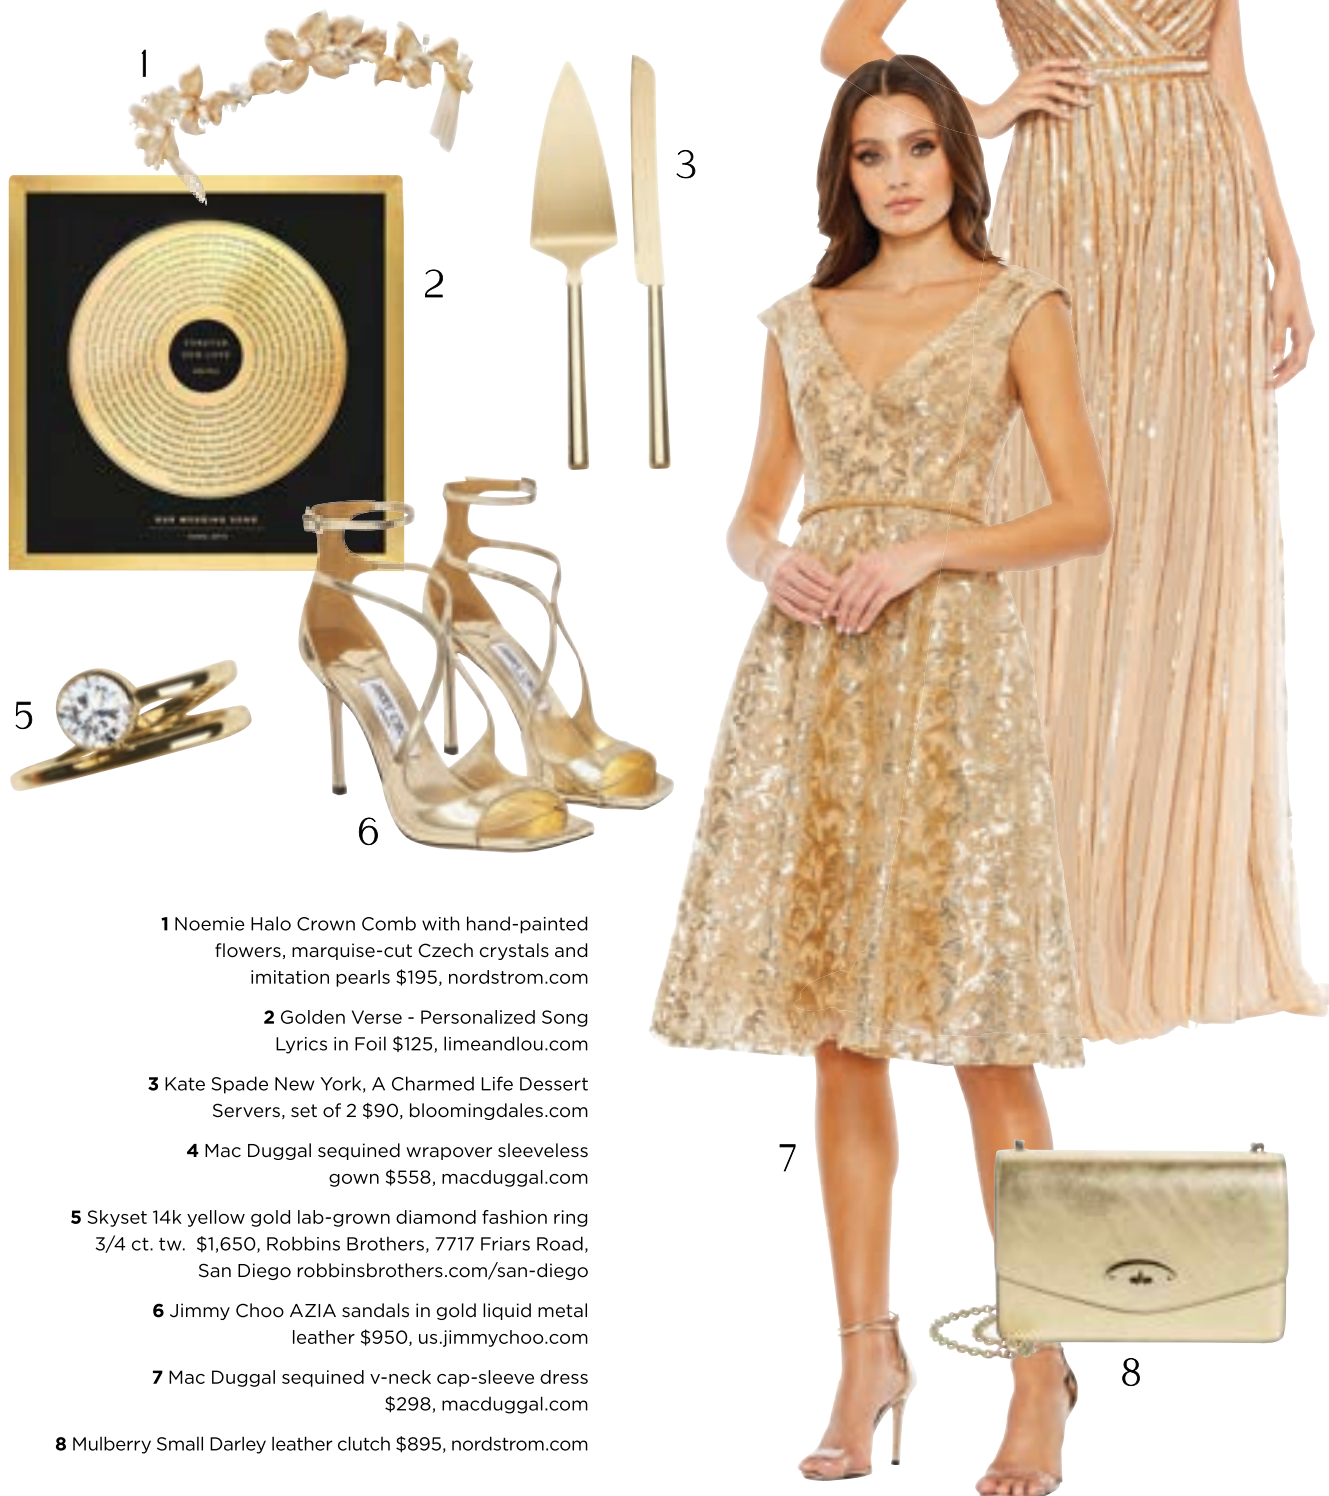 1
3
2
5
6
1 Noemie Halo Crown Comb with hand-painted
flowers, marquise-cut Czech crystals and
imitation pearls $195, nordstrom.com
2 Golden Verse - Personalized Song
Lyrics in Foil $125, limeandlou.com
3 Kate Spade New York, A Charmed Life Dessert
Servers, set of 2 $90, bloomingdales.com
4 Mac Duggal sequined wrapover sleeveless
gown $558, macduggal.com
5 Skyset 14k yellow gold lab-grown diamond fashion ring
3/4 ct. tw. $1,650, Robbins Brothers, 7717 Friars Road,
San Diego robbinsbrothers.com/san-diego
6 Jimmy Choo AZIA sandals in gold liquid metal
leather $950, us.jimmychoo.com
7 Mac Duggal sequined v-neck cap-sleeve dress
$298, macduggal.com
8 Mulberry Small Darley leather clutch $895, nordstrom.com
7
8